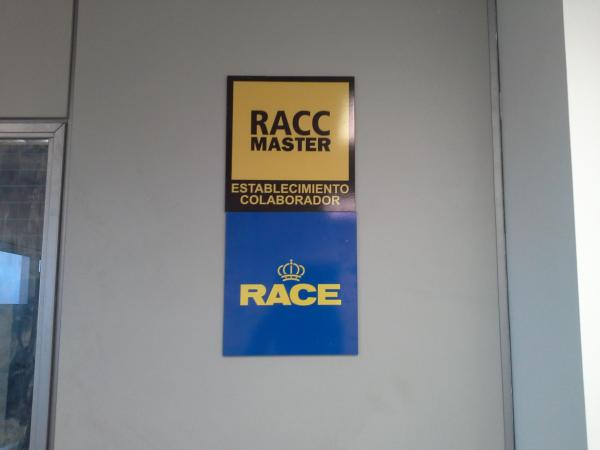 RACC
MASTER
ESTABLECIMIENTO
COLABORADOR
RACE